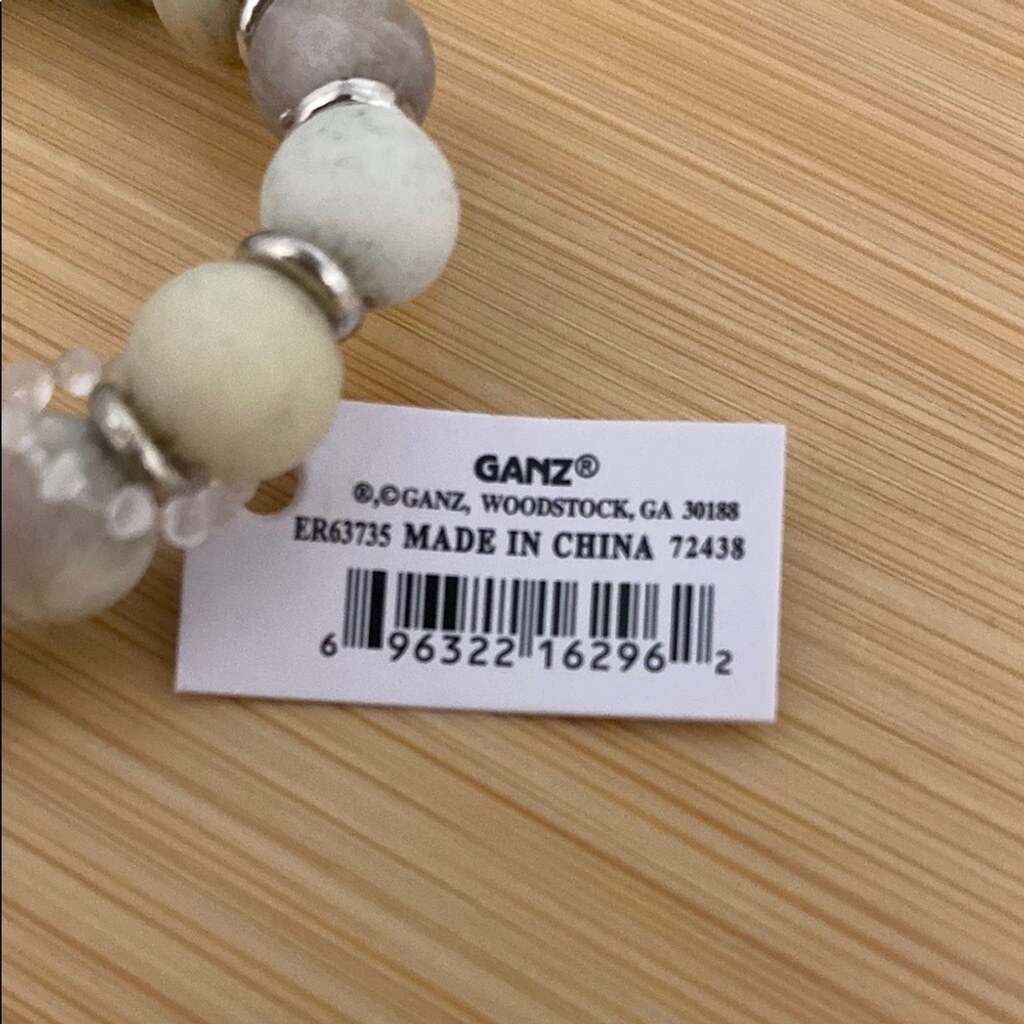 GANZ®
®,©GANZ, WOODSTOCK, GA 30188
ER63735 MADE IN CHINA 72438
6 96322 16296 2